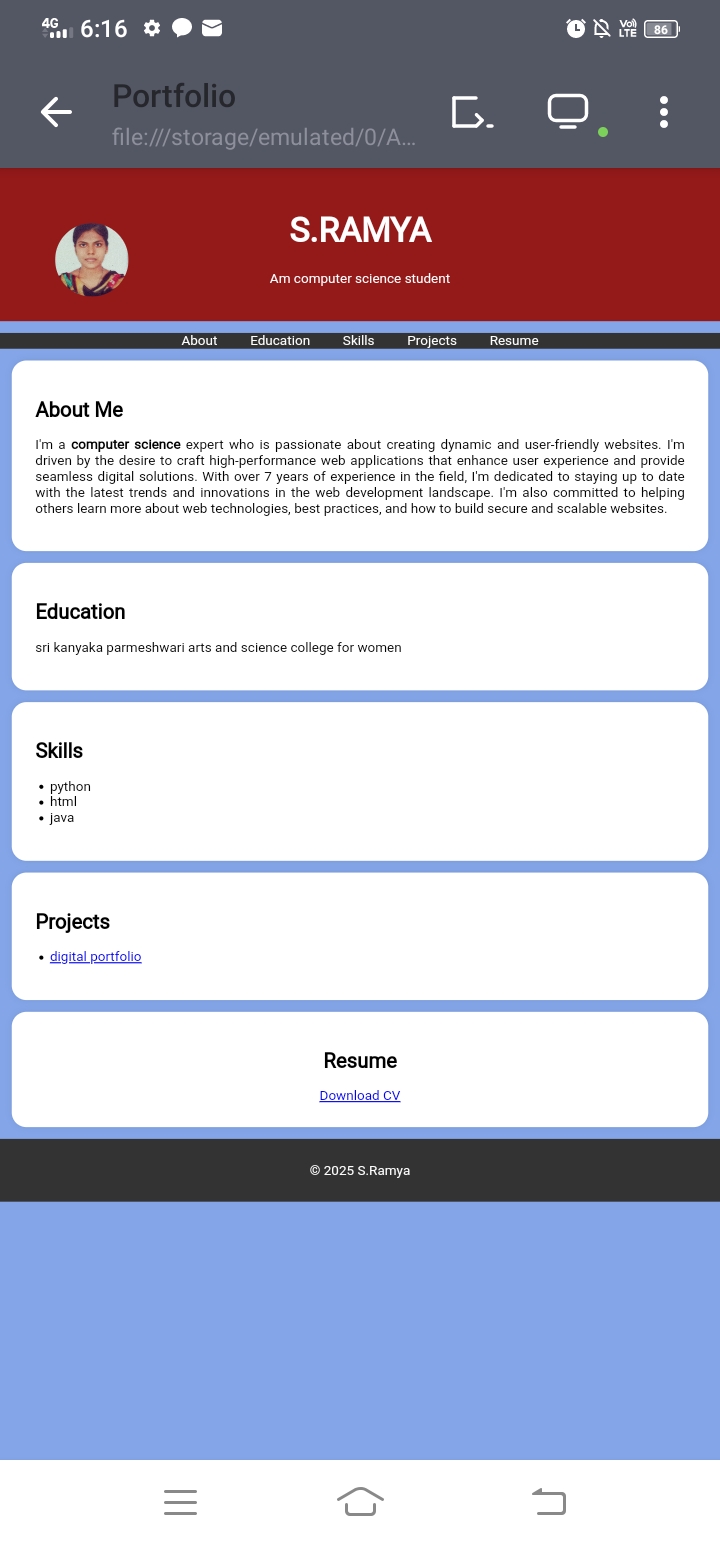 4G 6:16 Vo)) LTE 86
Portfolio
file:///storage/emulated/0/A...
S.RAMYA
Am computer science student
About Education Skills Projects Resume
About Me
I'm a computer science expert who is passionate about creating dynamic and user-friendly websites. I'm
driven by the desire to craft high-performance web applications that enhance user experience and provide
seamless digital solutions. With over 7 years of experience in the field, I'm dedicated to staying up to date
with the latest trends and innovations in the web development landscape. I'm also committed to helping
others learn more about web technologies, best practices, and how to build secure and scalable websites.
Education
sri kanyaka parmeshwari arts and science college for women
Skills
• python
• html
• java
Projects
• digital portfolio
Resume
Download CV
© 2025 S.Ramya